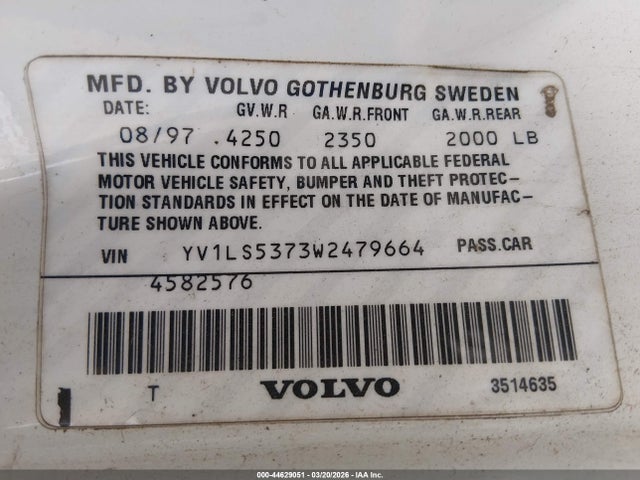 MFD. BY VOLVO GOTHENBURG SWEDEN
DATE: GV.W.R GA.W.R.FRONT GA.W.R.REAR
08/97 .4250 2350 2000 LB
THIS VEHICLE CONFORMS TO ALL APPLICABLE FEDERAL
MOTOR VEHICLE SAFETY, BUMPER AND THEFT PROTEC–
TION STANDARDS IN EFFECT ON THE DATE OF MANUFAC–
TURE SHOWN ABOVE.
VIN YV1LS5373W2479664 PASS.CAR
4582576
T VOLVO 3514635
000-44629051 - 03/20/2026 - IAA Inc.